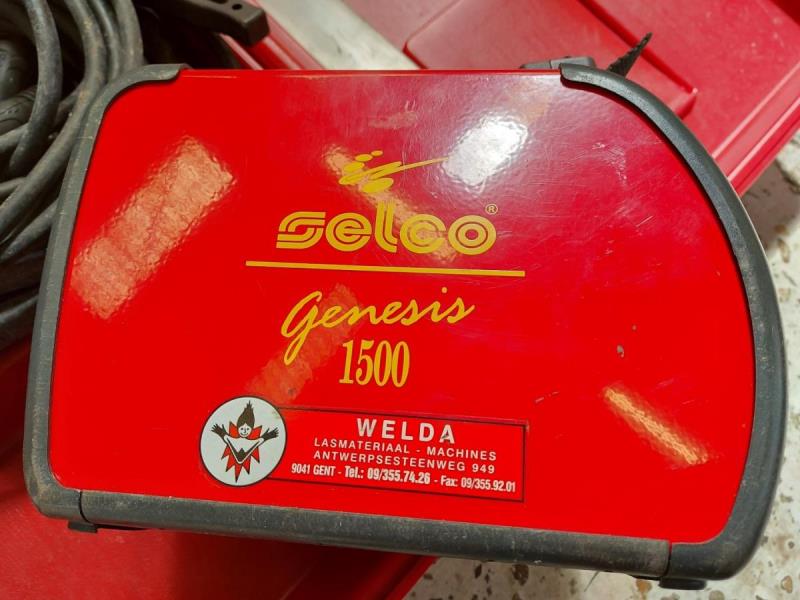 selco®
Genesis
1500
WELDA
LASMATERIAAL - MACHINES
ANTWERPSESTEENWEG 949
9041 GENT - Tel.: 09/355.74.26 - Fax: 09/355.92.01